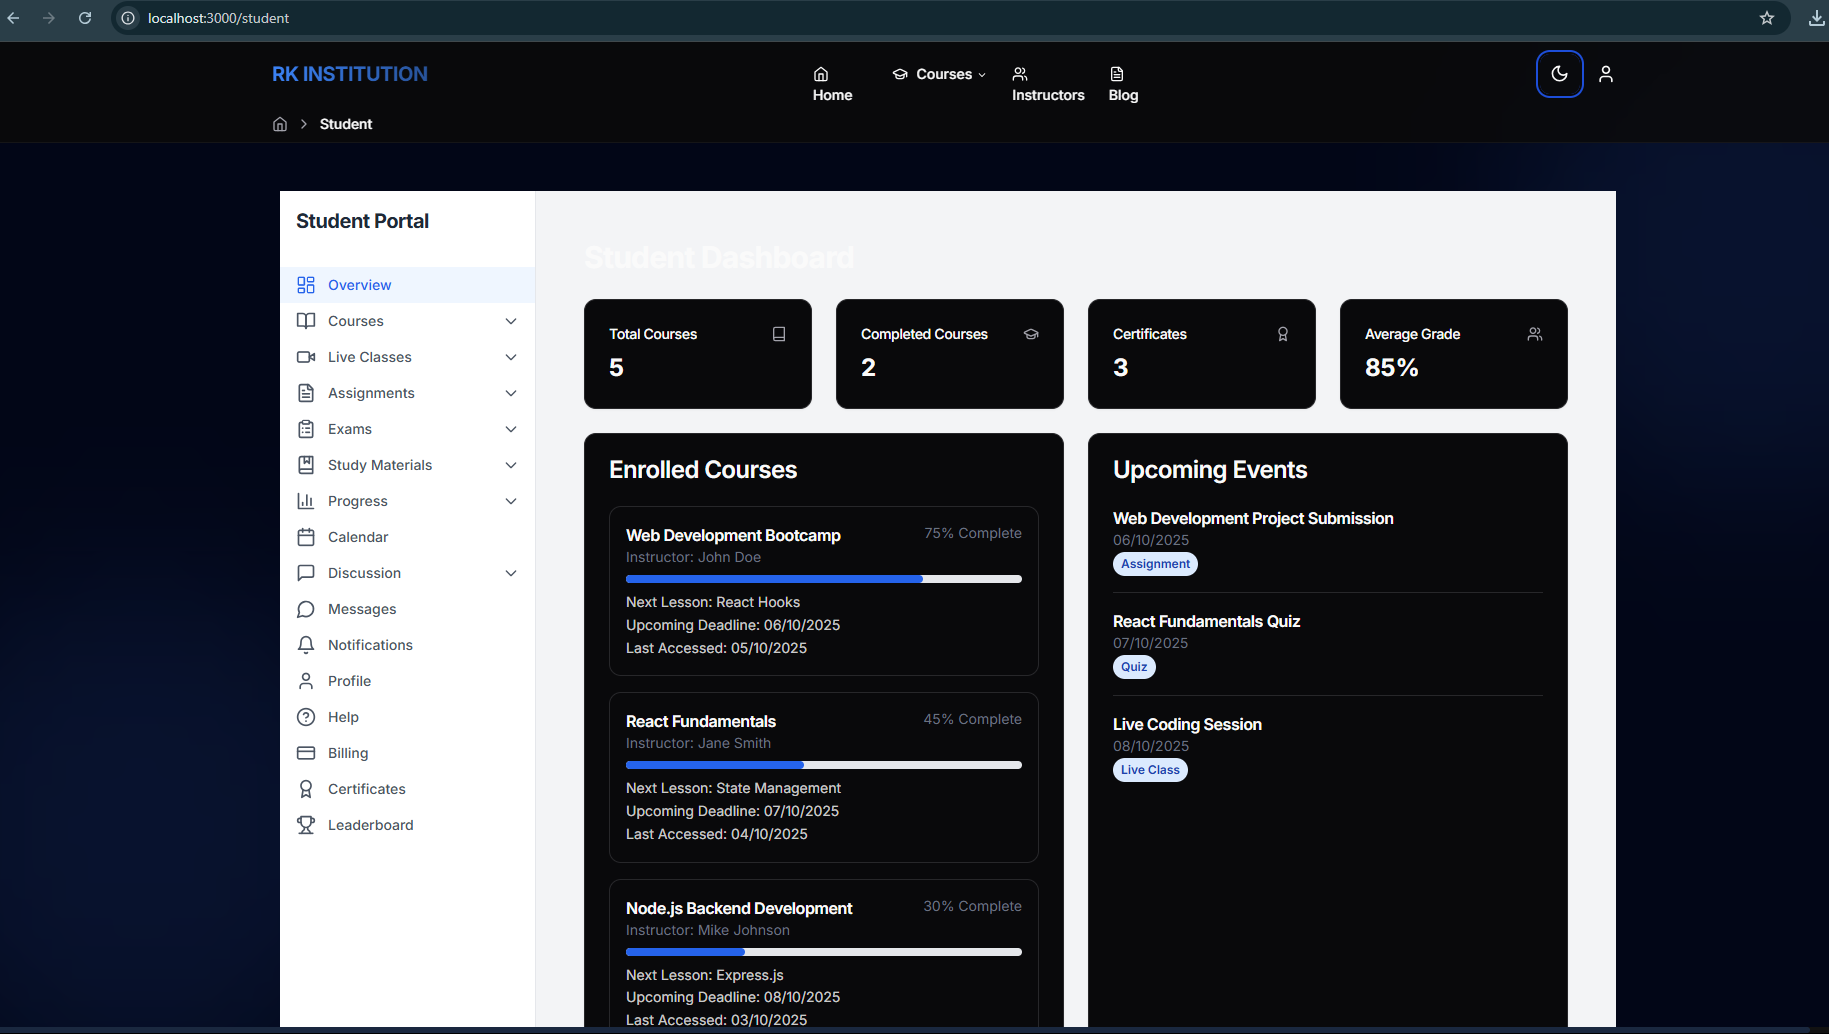 localhost:3000/student
RK INSTITUTION
Home
Courses
Instructors
Blog
Student
Student Portal
Overview
Courses
Live Classes
Assignments
Exams
Study Materials
Progress
Calendar
Discussion
Messages
Notifications
Profile
Help
Billing
Certificates
Leaderboard
Student Dashboard
Total Courses
5
Completed Courses
2
Certificates
3
Average Grade
85%
Enrolled Courses
Web Development Bootcamp
75% Complete
Instructor: John Doe
Next Lesson: React Hooks
Upcoming Deadline: 06/10/2025
Last Accessed: 05/10/2025
React Fundamentals
45% Complete
Instructor: Jane Smith
Next Lesson: State Management
Upcoming Deadline: 07/10/2025
Last Accessed: 04/10/2025
Node.js Backend Development
30% Complete
Instructor: Mike Johnson
Next Lesson: Express.js
Upcoming Deadline: 08/10/2025
Last Accessed: 03/10/2025
Upcoming Events
Web Development Project Submission
06/10/2025
Assignment
React Fundamentals Quiz
07/10/2025
Quiz
Live Coding Session
08/10/2025
Live Class